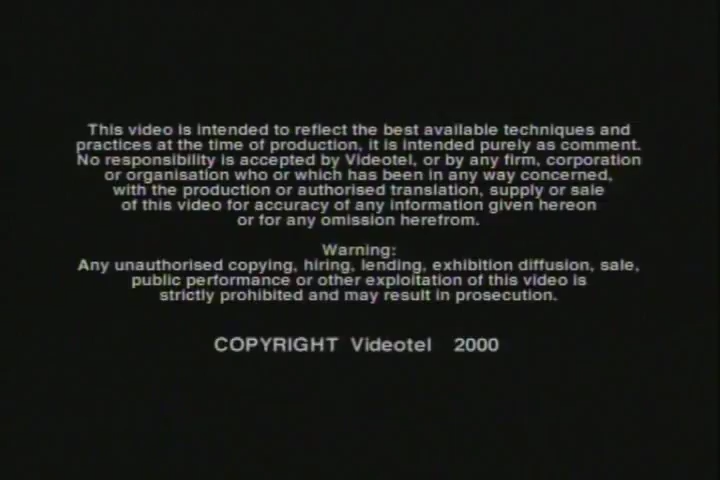 This video is intended to reflect the best available techniques and
practices at the time of production, it is intended purely as comment.
No responsibility is accepted by Videotel, or by any firm, corporation
or organisation who or which has been in any way concerned,
with the production or authorised translation, supply or sale
of this video for accuracy of any information given hereon
or for any omission herefrom.
Warning:
Any unauthorised copying, hiring, lending, exhibition diffusion, sale,
public performance or other exploitation of this video is
strictly prohibited and may result in prosecution.
COPYRIGHT Videotel 2000